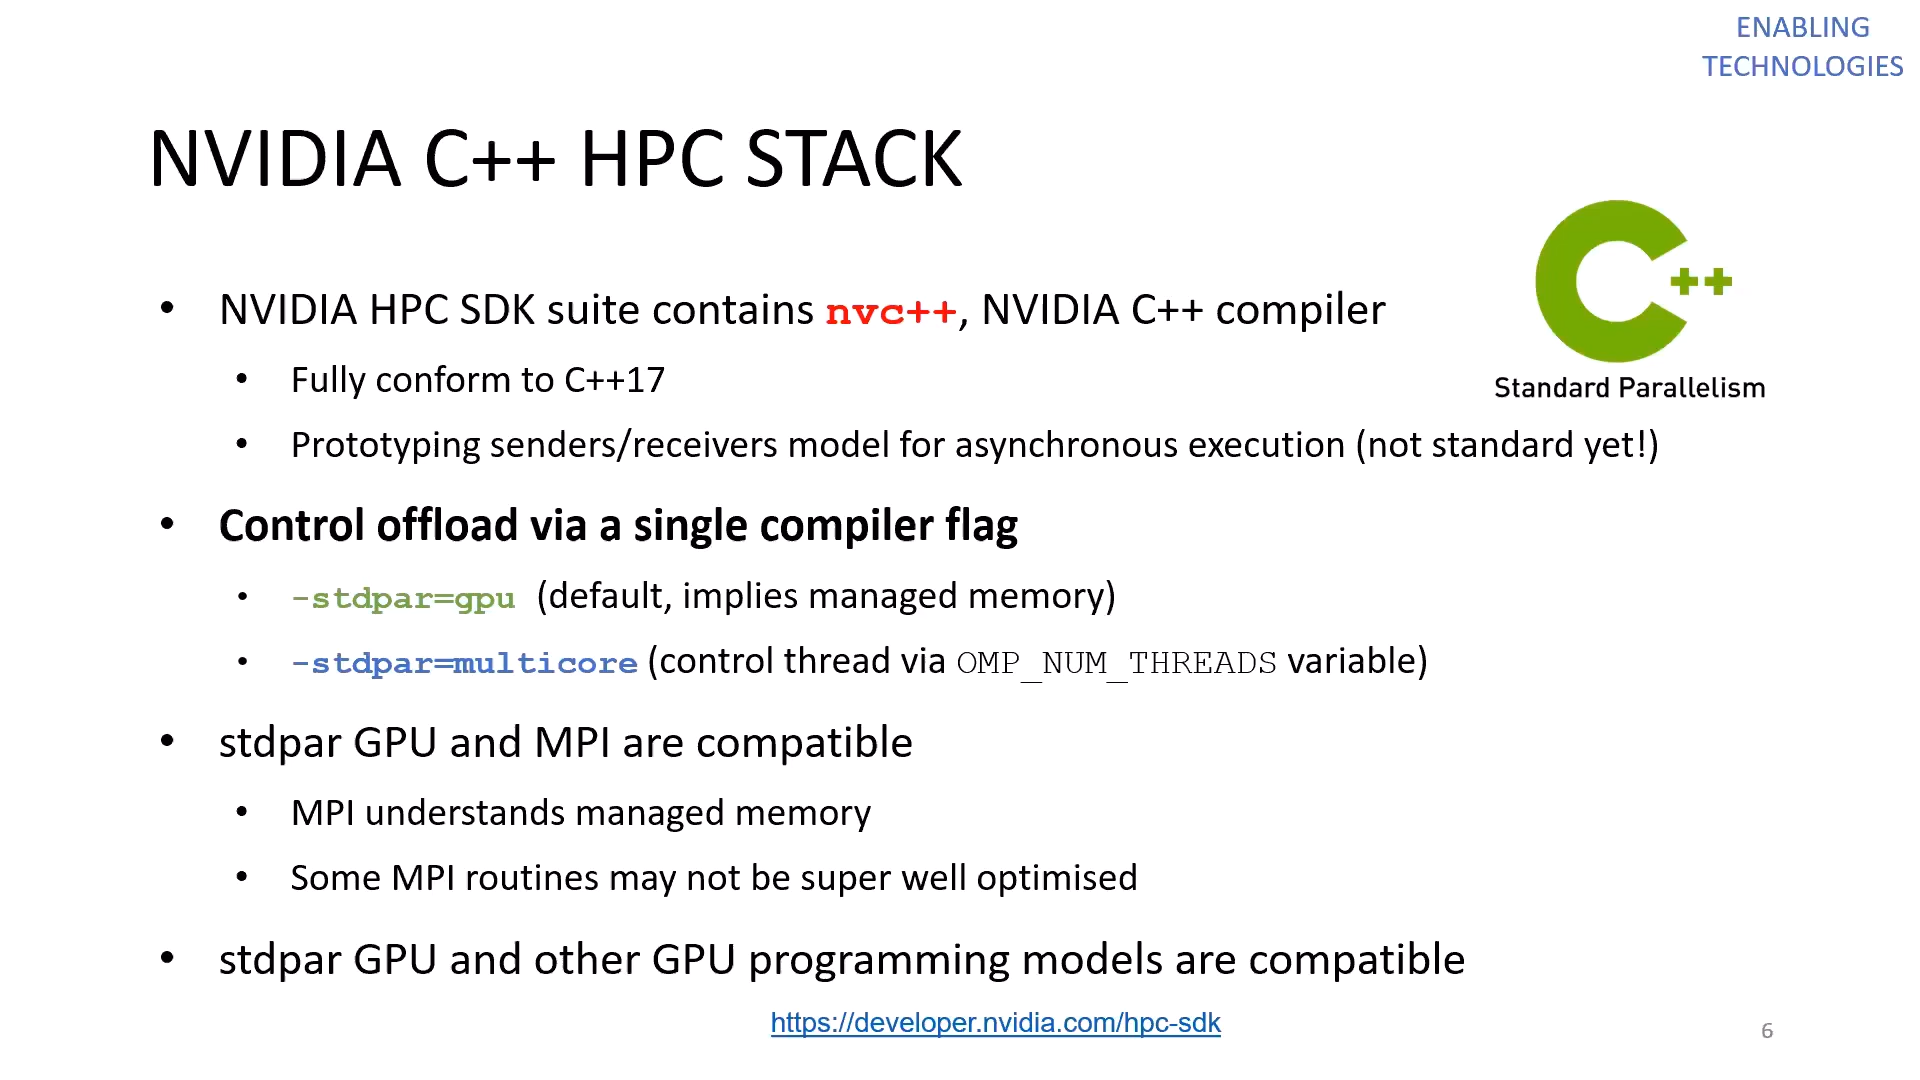 ENABLING
TECHNOLOGIES
NVIDIA C++ HPC STACK
• NVIDIA HPC SDK suite contains nvc++, NVIDIA C++ compiler
• Fully conform to C++17
• Prototyping senders/receivers model for asynchronous execution (not standard yet!)
C++
Standard Parallelism
• Control offload via a single compiler flag
• -stdpar=gpu (default, implies managed memory)
• -stdpar=multicore (control thread via OMP_NUM_THREADS variable)
• stdpar GPU and MPI are compatible
• MPI understands managed memory
• Some MPI routines may not be super well optimised
• stdpar GPU and other GPU programming models are compatible
https://developer.nvidia.com/hpc-sdk
6